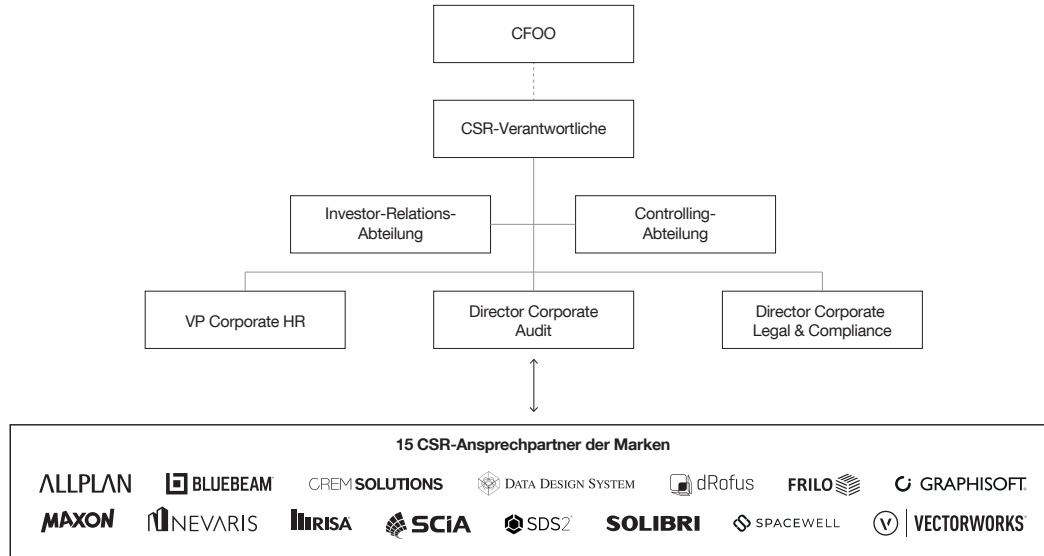 CFOO
CSR-Verantwortliche
Investor-Relations-
Abteilung
Controlling-
Abteilung
VP Corporate HR
Director Corporate
Audit
Director Corporate
Legal & Compliance
15 CSR-Ansprechpartner der Marken
ALLPLAN BLUEBEAM CREM SOLUTIONS DATA DESIGN SYSTEM dRofus FRILO GRAPHISOFT
MAXON NEVARIS RISA SCIA SDS2 SOLIBRI SPACEWELL VECTORWORKS